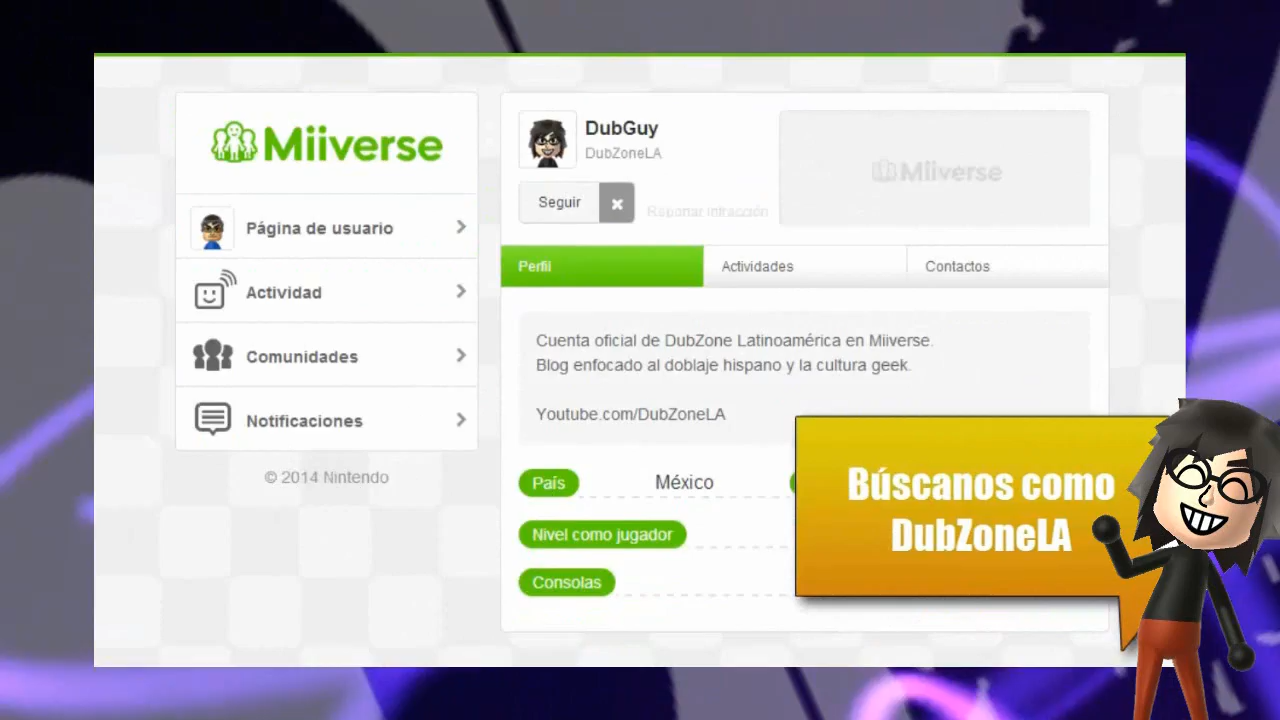 Miiverse
Página de usuario
Actividad
Comunidades
Notificaciones
© 2014 Nintendo
DubGuy
DubZoneLA
Seguir
Reportar infracción
Miiverse
Perfil
Actividades
Contactos
Cuenta oficial de DubZone Latinoamérica en Miiverse.
Blog enfocado al doblaje hispano y la cultura geek.
Youtube.com/DubZoneLA
País
México
Nivel como jugador
Consolas
Búscanos como
DubZoneLA